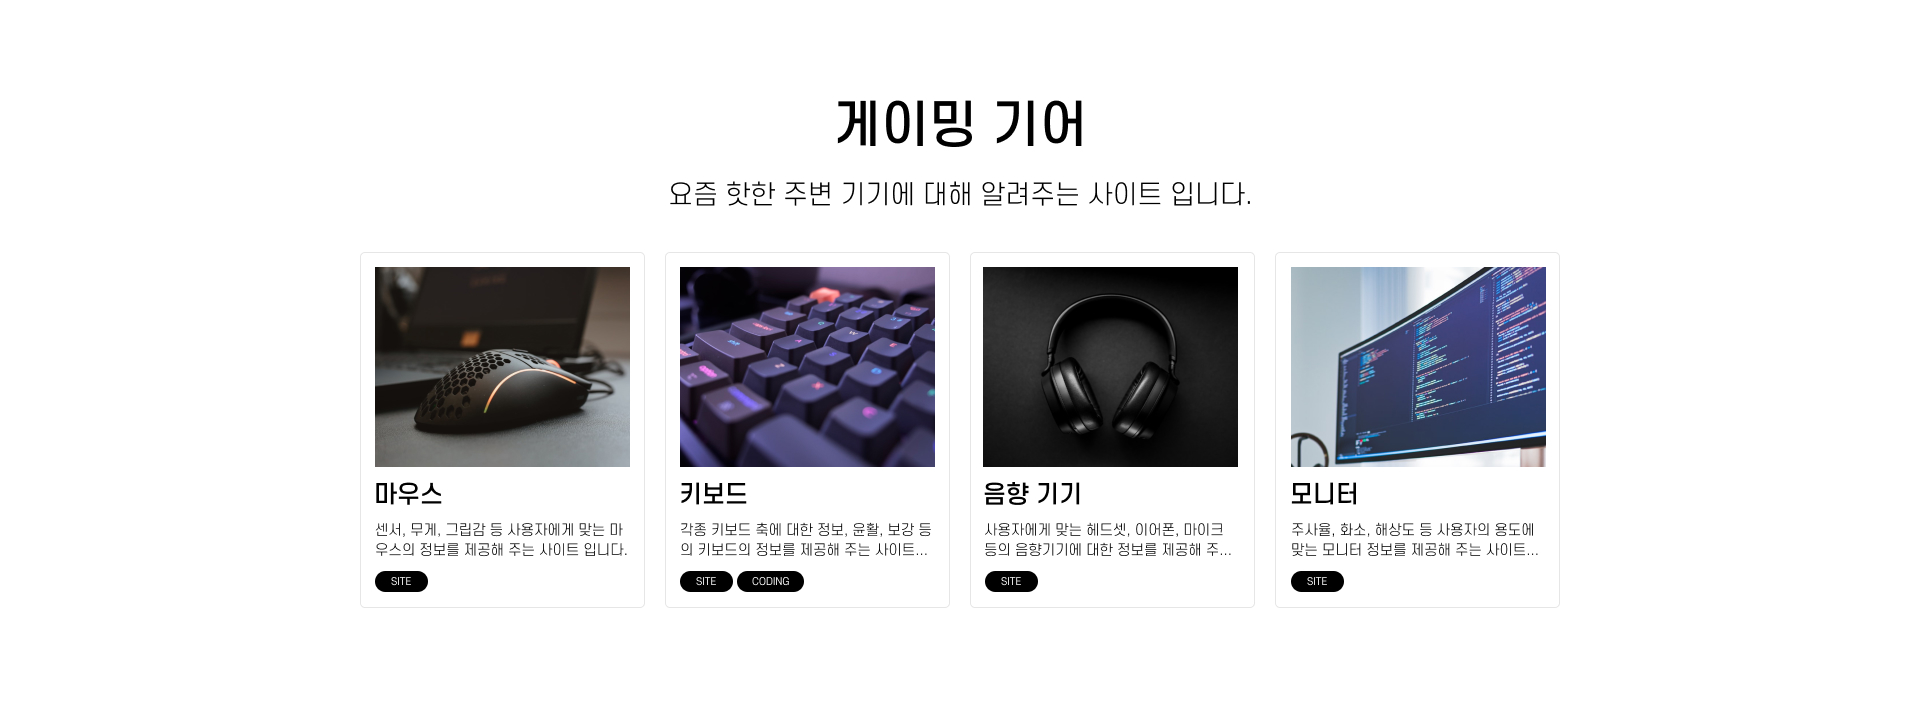 게이밍 기어
요즘 핫한 주변 기기에 대해 알려주는 사이트 입니다.
마우스
센서, 무게, 그립감 등 사용자에게 맞는 마
우스의 정보를 제공해 주는 사이트 입니다.
SITE
키보드
각종 키보드 축에 대한 정보, 윤활, 보강 등
의 키보드의 정보를 제공해 주는 사이트...
SITE CODING
음향 기기
사용자에게 맞는 헤드셋, 이어폰, 마이크
등의 음향기기에 대한 정보를 제공해 주...
SITE
모니터
주사율, 화소, 해상도 등 사용자의 용도에
맞는 모니터 정보를 제공해 주는 사이트...
SITE